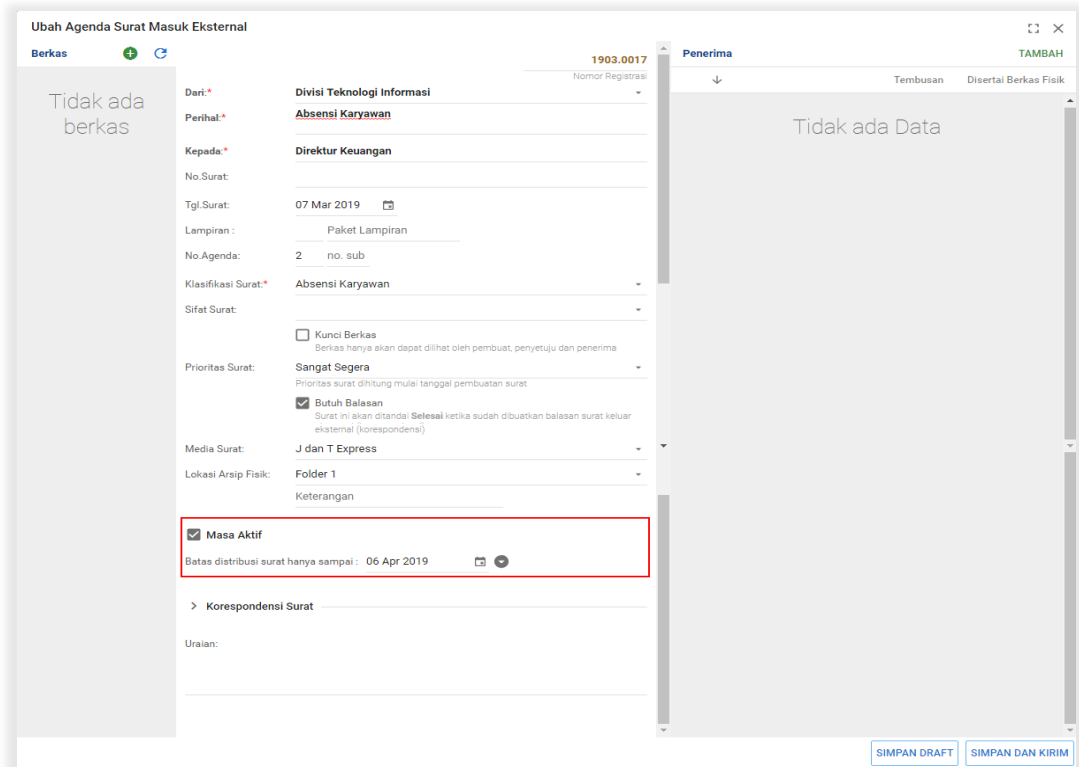 Ubah Agenda Surat Masuk Eksternal
Berkas
Tidak ada
berkas
1903.0017
Nomor Registrasi
Dari:* Divisi Teknologi Informasi
Perihal:* Absensi Karyawan
Kepada:* Direktur Keuangan
No.Surat:
Tgl.Surat: 07 Mar 2019
Lampiran : Paket Lampiran
No.Agenda: 2 no. sub
Klasifikasi Surat:* Absensi Karyawan
Sifat Surat:
Kunci Berkas
Berkas hanya akan dapat dilihat oleh pembuat, penyetuju dan penerima
Prioritas Surat: Sangat Segera
Prioritas surat dihitung mulai tanggal pembuatan surat
Butuh Balasan
Surat ini akan ditandai Selesai ketika sudah dibuatkan balasan surat keluar
eksternal (korespondensi)
Media Surat: J dan T Express
Lokasi Arsip Fisik: Folder 1
Keterangan
Masa Aktif
Batas distribusi surat hanya sampai : 06 Apr 2019
Korespondensi Surat
Uraian:
Penerima TAMBAH
Tembusan Disertai Berkas Fisik
Tidak ada Data
SIMPAN DRAFT SIMPAN DAN KIRIM